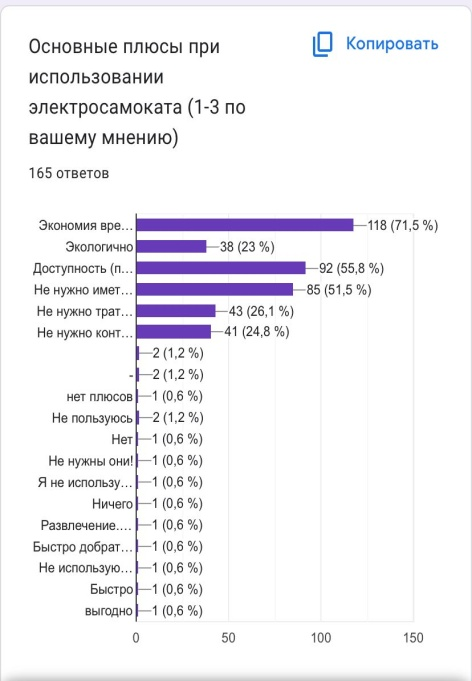 Основные плюсы при
использовании
электросамоката (1-3 по
вашему мнению)
Копировать
165 ответов
Экономия вре... 118 (71,5 %)
Экологично 38 (23 %)
Доступность (п... 92 (55,8 %)
Не нужно имет... 85 (51,5 %)
Не нужно трат... 43 (26,1 %)
Не нужно конт... 41 (24,8 %)
2 (1,2 %)
- 2 (1,2 %)
нет плюсов 1 (0,6 %)
Не пользуюсь 2 (1,2 %)
Нет 1 (0,6 %)
Не нужны они! 1 (0,6 %)
Я не использу... 1 (0,6 %)
Ничего 1 (0,6 %)
Развлечение.... 1 (0,6 %)
Быстро добрат... 1 (0,6 %)
Не использую... 1 (0,6 %)
Быстро 1 (0,6 %)
выгодно 1 (0,6 %)
0 50 100 150